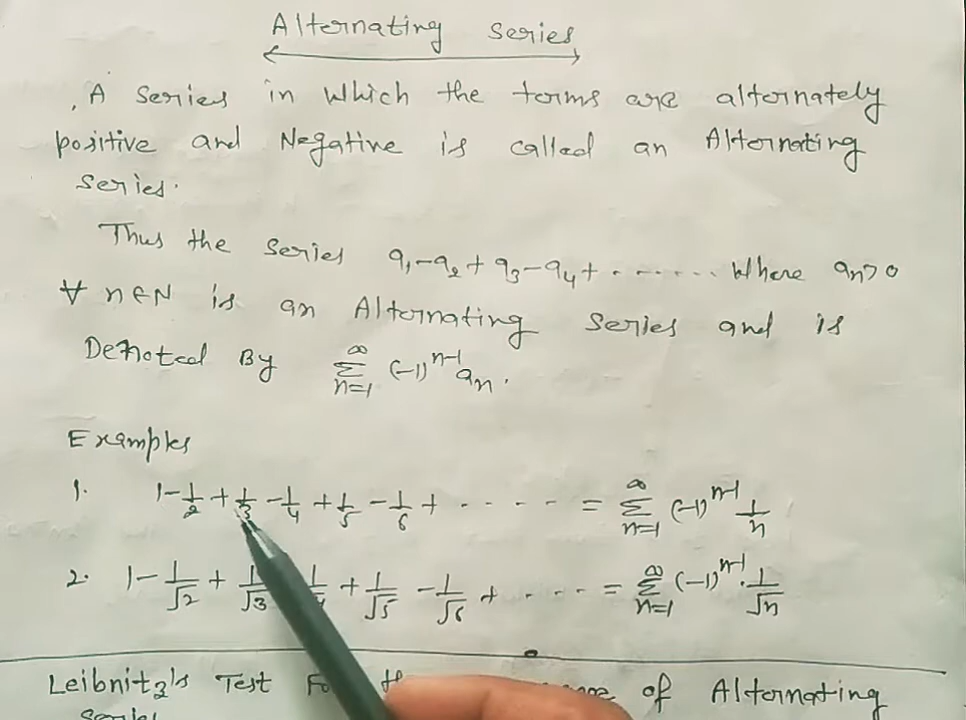 Alternating Series
A Series in which the terms are alternately
positive and Negative is called an Alternating
Series.
Thus the Series a₁-a₂+a₃-a₄+....... Where aₙ>0
∀ n∈N is an Alternating Series and is
Denoted By ∑_{n=1}^{∞} (-1)^{n-1} aₙ.
Examples
1. 1-1/2+1/3-1/4+1/5-1/6+ ..... = ∑_{n=1}^{∞} (-1)^{n-1} 1/n
2. 1-1/√2+1/√3 +1/√5-1/√6+ .... = ∑_{n=1}^{∞} (-1)^{n-1}.1/√n
Leibnitz's Test For of Alternating
Series